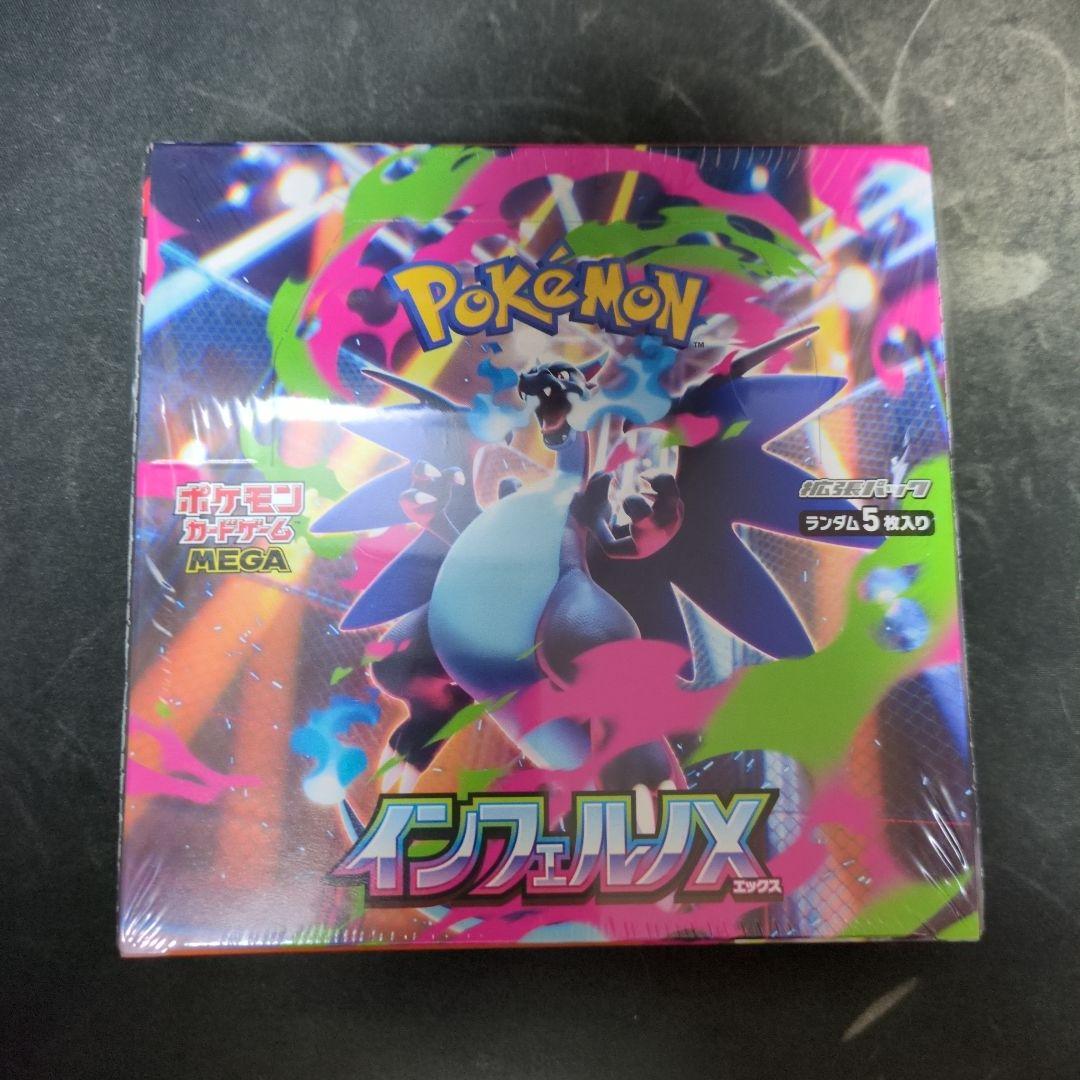 POKéMON
TM
ポケモン
カードゲーム
MEGA
拡張パック
ランダム5枚入り
インフェルノX
エックス